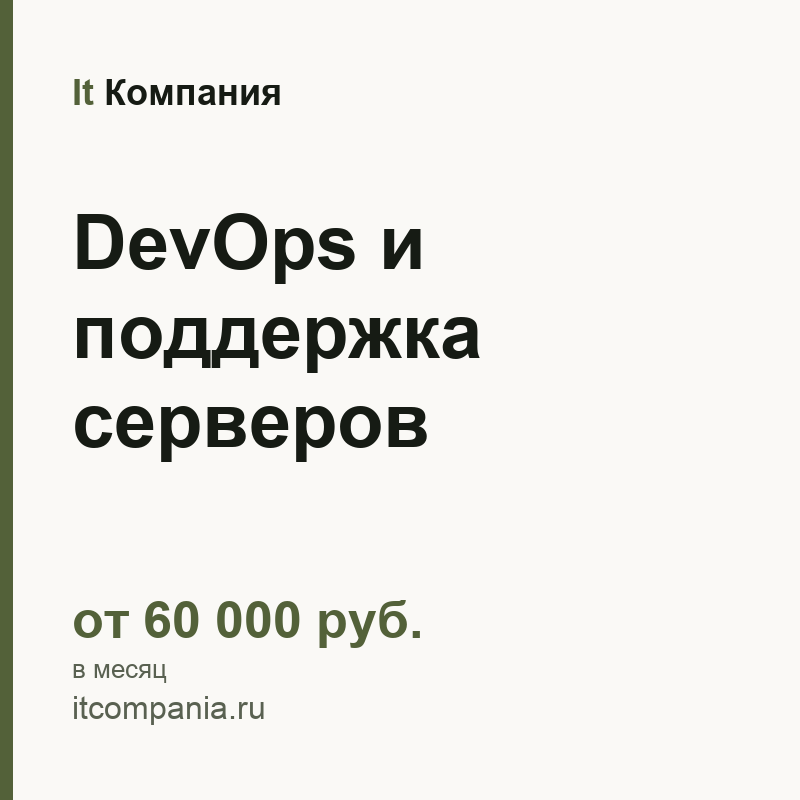 It Компания
DevOps и
поддержка
серверов
от 60 000 руб.
в месяц
itcompania.ru